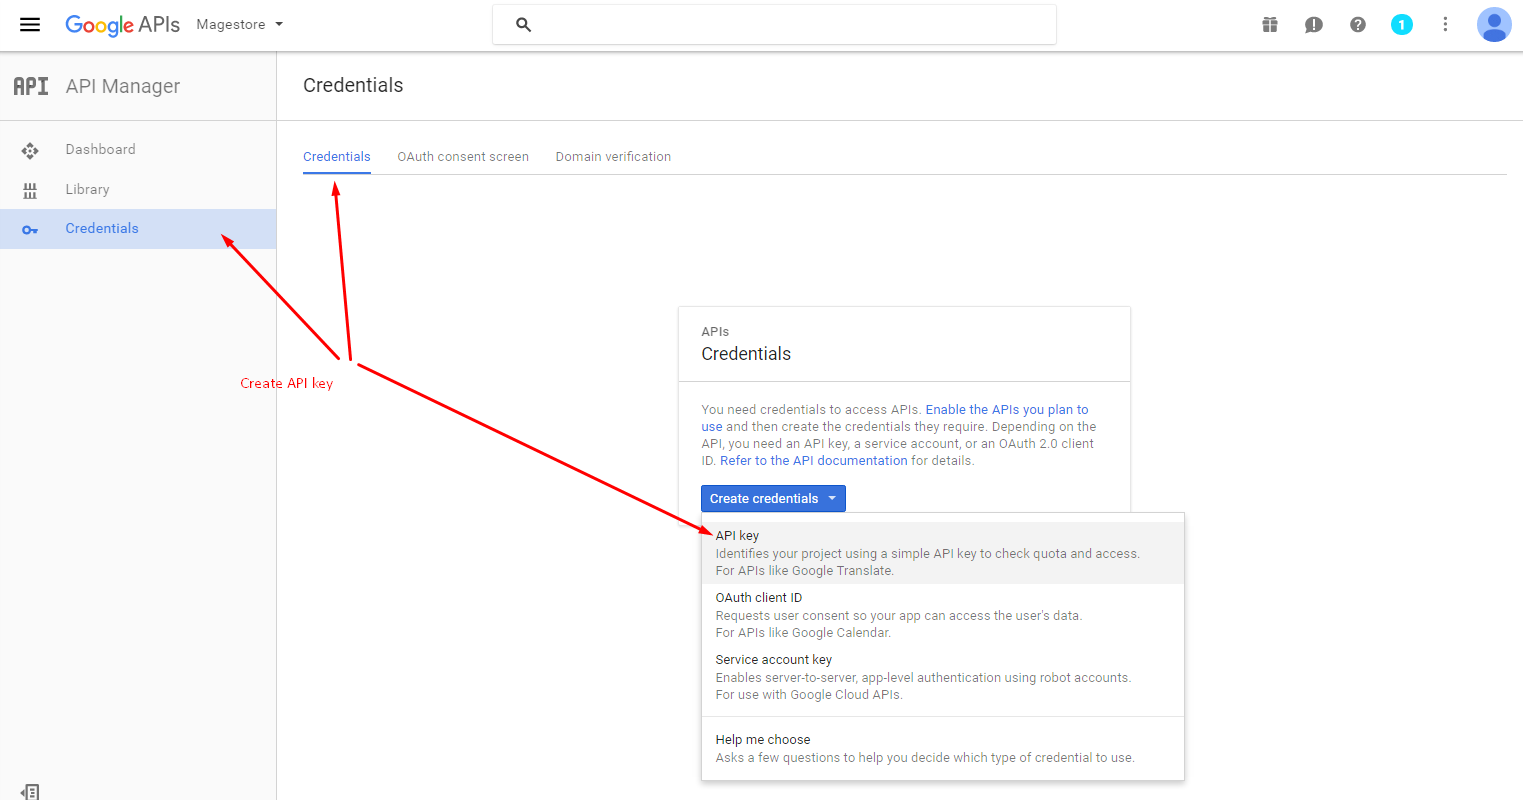 Google APIs Magestore
1
API API Manager
Credentials
Dashboard
Library
Credentials
Credentials OAuth consent screen Domain verification
Create API key
APIs
Credentials
You need credentials to access APIs. Enable the APIs you plan to
use and then create the credentials they require. Depending on the
API, you need an API key, a service account, or an OAuth 2.0 client
ID. Refer to the API documentation for details.
Create credentials
API key
Identifies your project using a simple API key to check quota and access.
For APIs like Google Translate.
OAuth client ID
Requests user consent so your app can access the user's data.
For APIs like Google Calendar.
Service account key
Enables server-to-server, app-level authentication using robot accounts.
For use with Google Cloud APIs.
Help me choose
Asks a few questions to help you decide which type of credential to use.